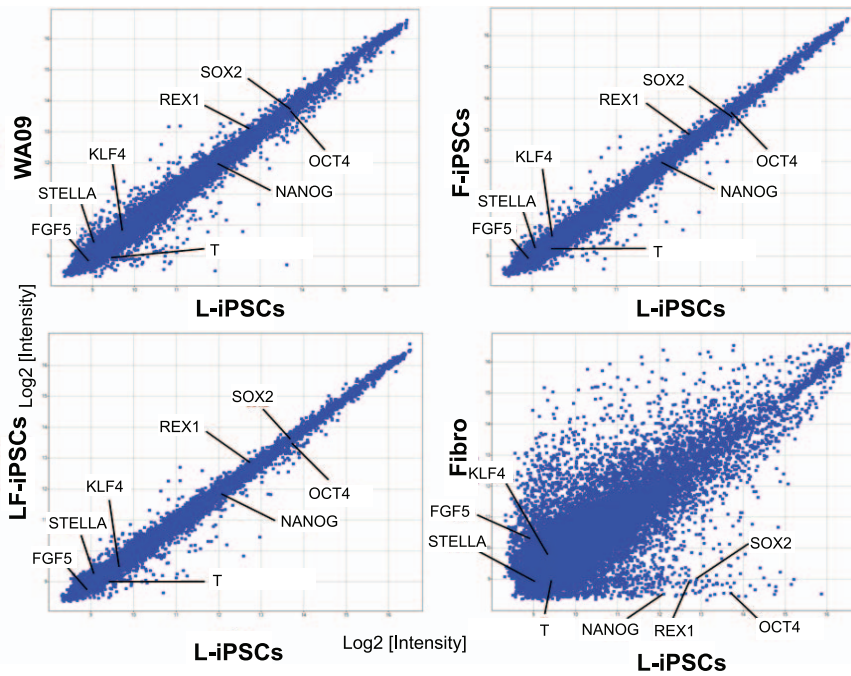 WA09
SOX2
REX1
KLF4
STELLA
FGF5
OCT4
NANOG
T
L-iPSCs
F-iPSCs
SOX2
REX1
KLF4
STELLA
FGF5
OCT4
NANOG
T
L-iPSCs
Log2 [Intensity]
LF-iPSCs
SOX2
REX1
KLF4
STELLA
FGF5
OCT4
NANOG
T
L-iPSCs
Log2 [Intensity]
Fibro
KLF4
FGF5
STELLA
SOX2
T
NANOG
REX1
OCT4
L-iPSCs